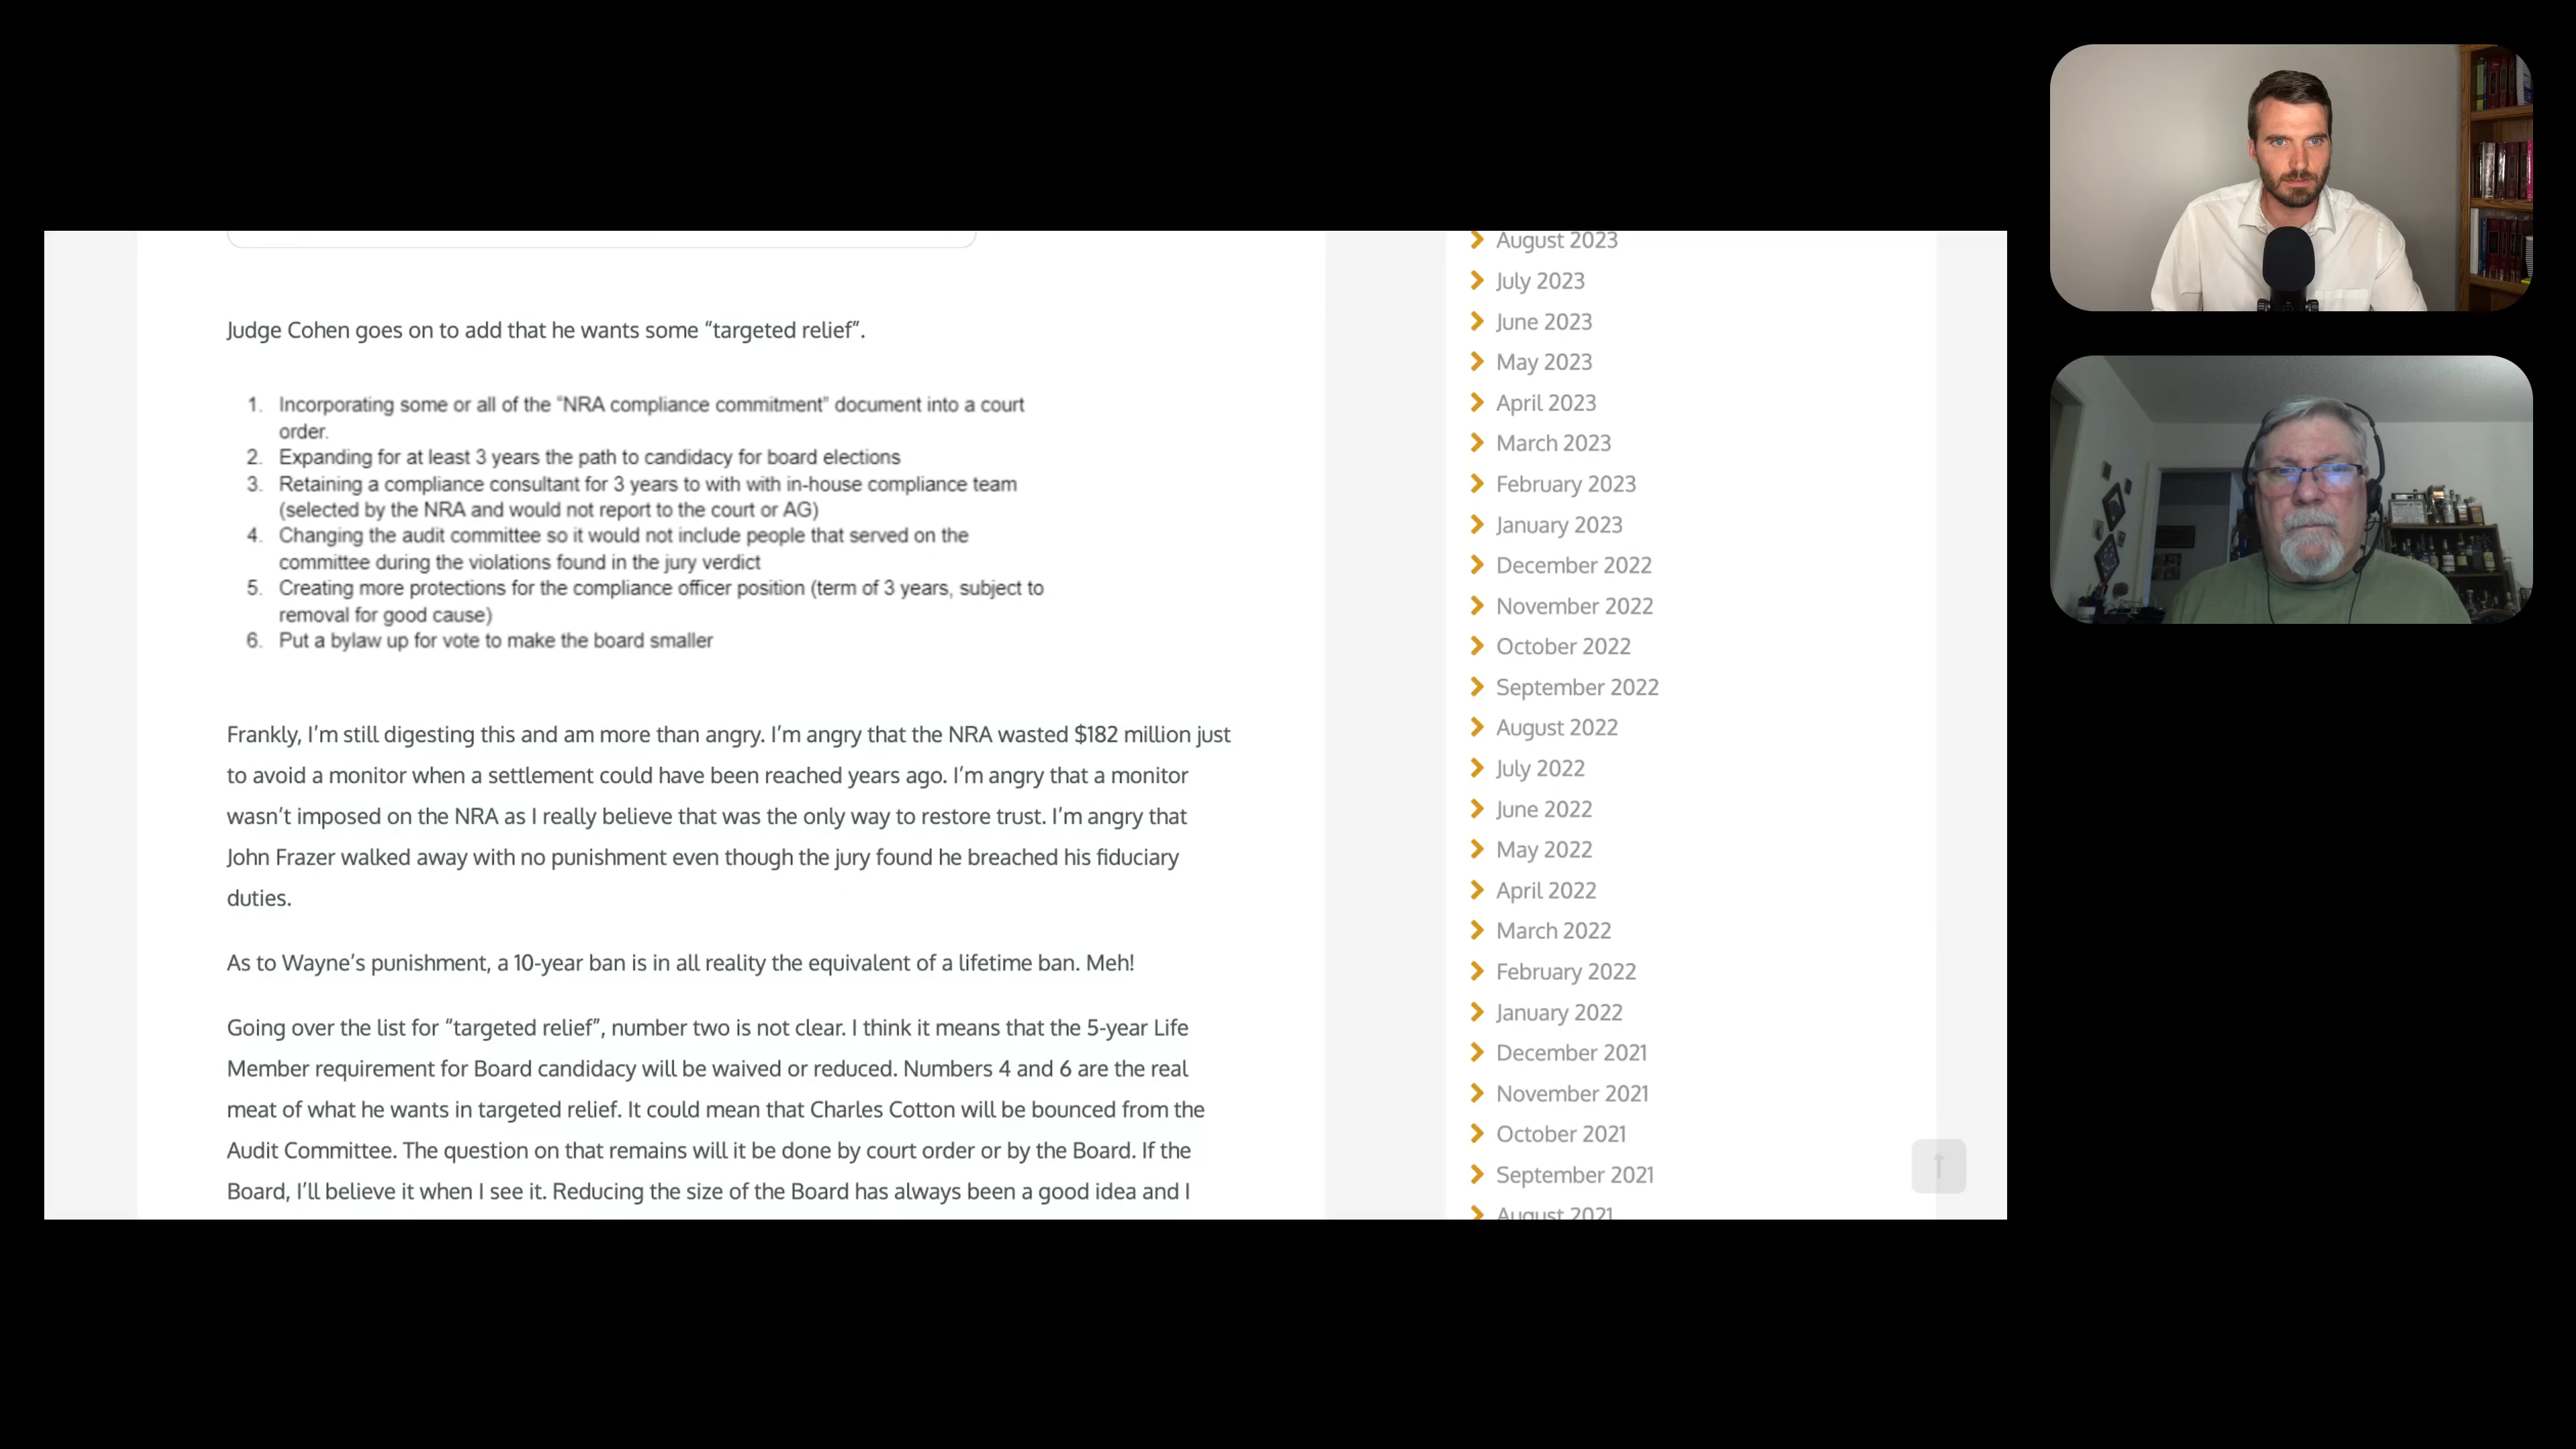 Judge Cohen goes on to add that he wants some “targeted relief”.
1. Incorporating some or all of the “NRA compliance commitment” document into a court
order.
2. Expanding for at least 3 years the path to candidacy for board elections
3. Retaining a compliance consultant for 3 years to with with in-house compliance team
(selected by the NRA and would not report to the court or AG)
4. Changing the audit committee so it would not include people that served on the
committee during the violations found in the jury verdict
5. Creating more protections for the compliance officer position (term of 3 years, subject to
removal for good cause)
6. Put a bylaw up for vote to make the board smaller
Frankly, I’m still digesting this and am more than angry. I’m angry that the NRA wasted $182 million just
to avoid a monitor when a settlement could have been reached years ago. I’m angry that a monitor
wasn’t imposed on the NRA as I really believe that was the only way to restore trust. I’m angry that
John Frazer walked away with no punishment even though the jury found he breached his fiduciary
duties.
As to Wayne’s punishment, a 10-year ban is in all reality the equivalent of a lifetime ban. Meh!
Going over the list for “targeted relief”, number two is not clear. I think it means that the 5-year Life
Member requirement for Board candidacy will be waived or reduced. Numbers 4 and 6 are the real
meat of what he wants in targeted relief. It could mean that Charles Cotton will be bounced from the
Audit Committee. The question on that remains will it be done by court order or by the Board. If the
Board, I’ll believe it when I see it. Reducing the size of the Board has always been a good idea and I
August 2023
July 2023
June 2023
May 2023
April 2023
March 2023
February 2023
January 2023
December 2022
November 2022
October 2022
September 2022
August 2022
July 2022
June 2022
May 2022
April 2022
March 2022
February 2022
January 2022
December 2021
November 2021
October 2021
September 2021
August 2021